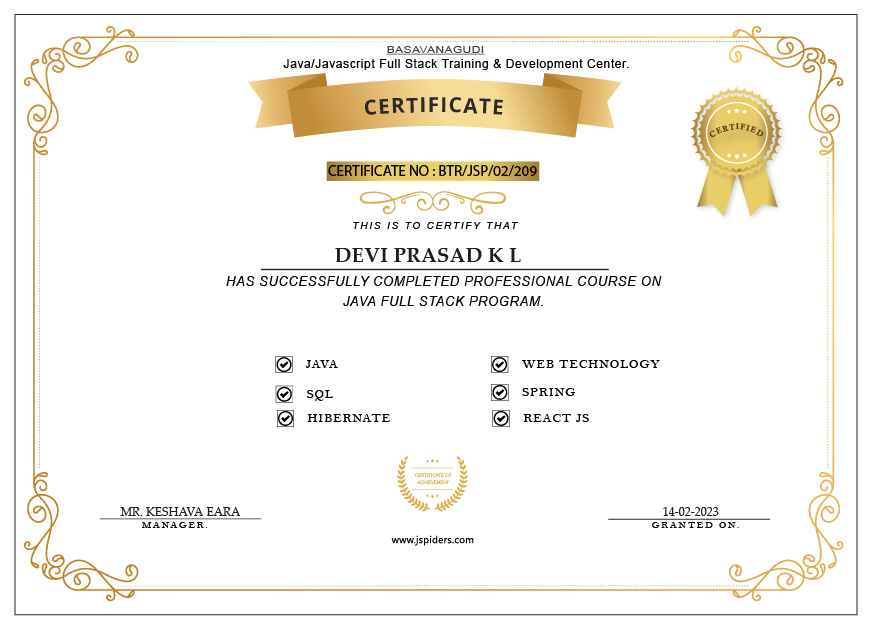 BASAVANAGUDI
Java/Javascript Full Stack Training & Development Center.
CERTIFICATE
CERTIFIED
CERTIFICATE NO : BTR/JSP/02/209
THIS IS TO CERTIFY THAT
DEVI PRASAD K L
HAS SUCCESSFULLY COMPLETED PROFESSIONAL COURSE ON
JAVA FULL STACK PROGRAM.
JAVA WEB TECHNOLOGY
SQL SPRING
HIBERNATE REACT JS
CERTIFICATE OF
ACHIEVEMENT
MR. KESHAVA EARA 14-02-2023
MANAGER. GRANTED ON.
www.jspiders.com